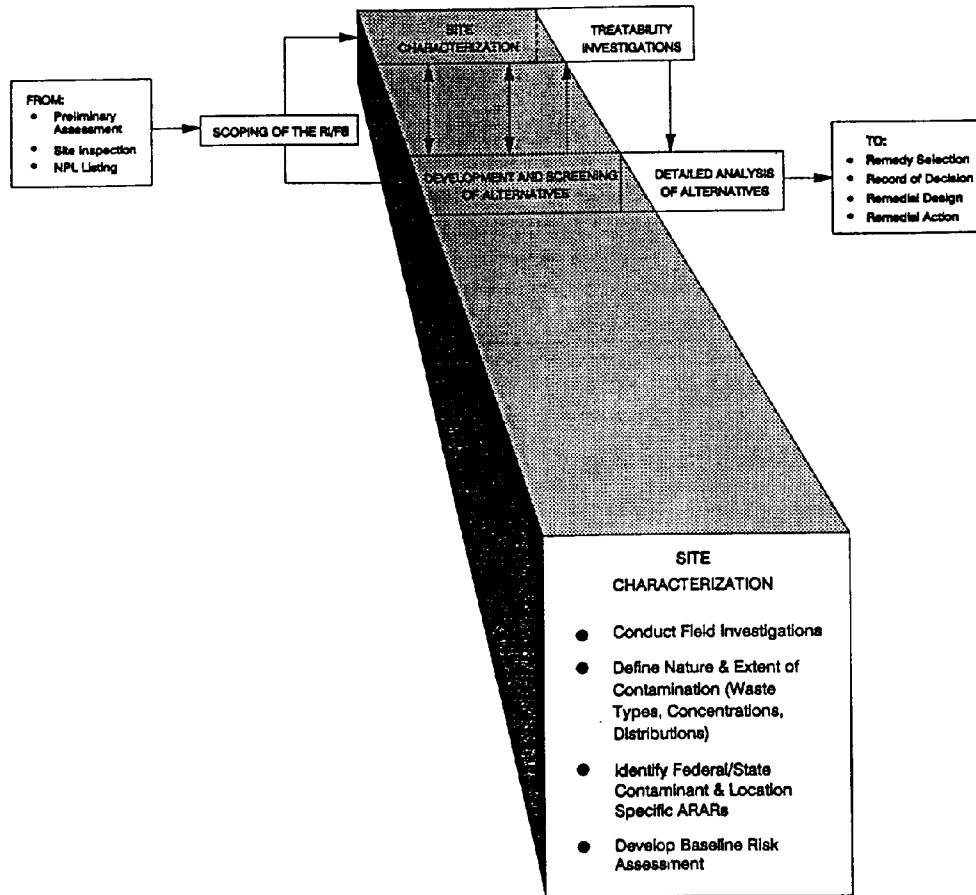 FROM:
● Preliminary
Assessment
● Site Inspection
● NPL Listing
SCOPING OF THE RI/FS
SITE
CHARACTERIZATION
TREATABILITY
INVESTIGATIONS
DEVELOPMENT AND SCREENING
OF ALTERNATIVES
DETAILED ANALYSIS
OF ALTERNATIVES
TO:
● Remedy Selection
● Record of Decision
● Remedial Design
● Remedial Action
SITE
CHARACTERIZATION
● Conduct Field Investigations
● Define Nature & Extent of
Contamination (Waste
Types, Concentrations,
Distributions)
● Identify Federal/State
Contaminant & Location
Specific ARARs
● Develop Baseline Risk
Assessment